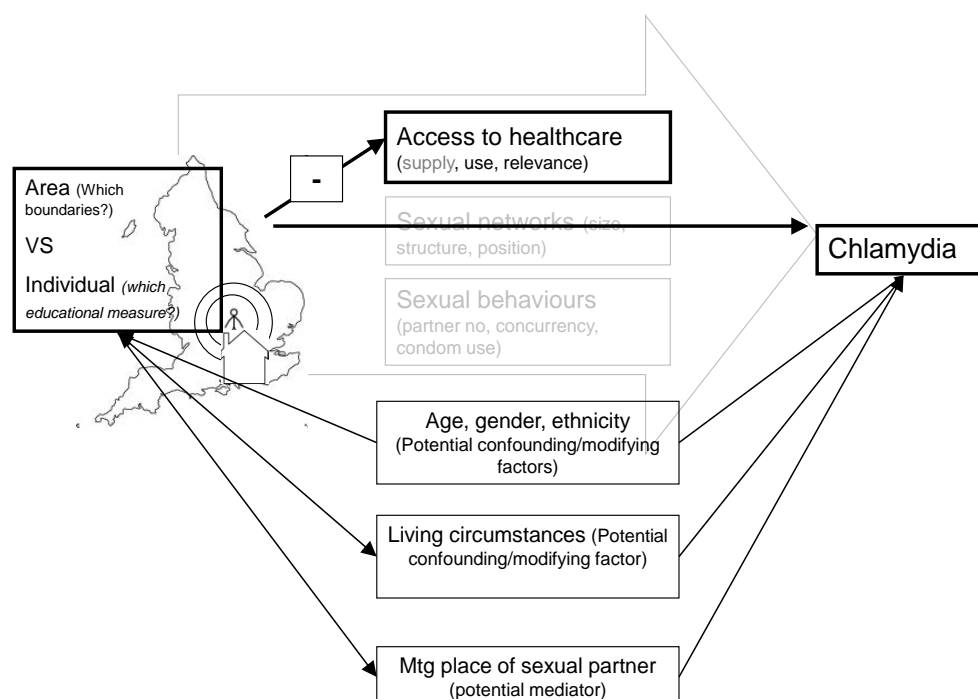 Access to healthcare
(supply, use, relevance)
-
Area (Which
boundaries?)
VS
Individual (which
educational measure?)
Sexual networks (size,
structure, position)
Sexual behaviours
(partner no, concurrency,
condom use)
Chlamydia
Age, gender, ethnicity
(Potential confounding/modifying
factors)
Living circumstances (Potential
confounding/modifying factor)
Mtg place of sexual partner
(potential mediator)